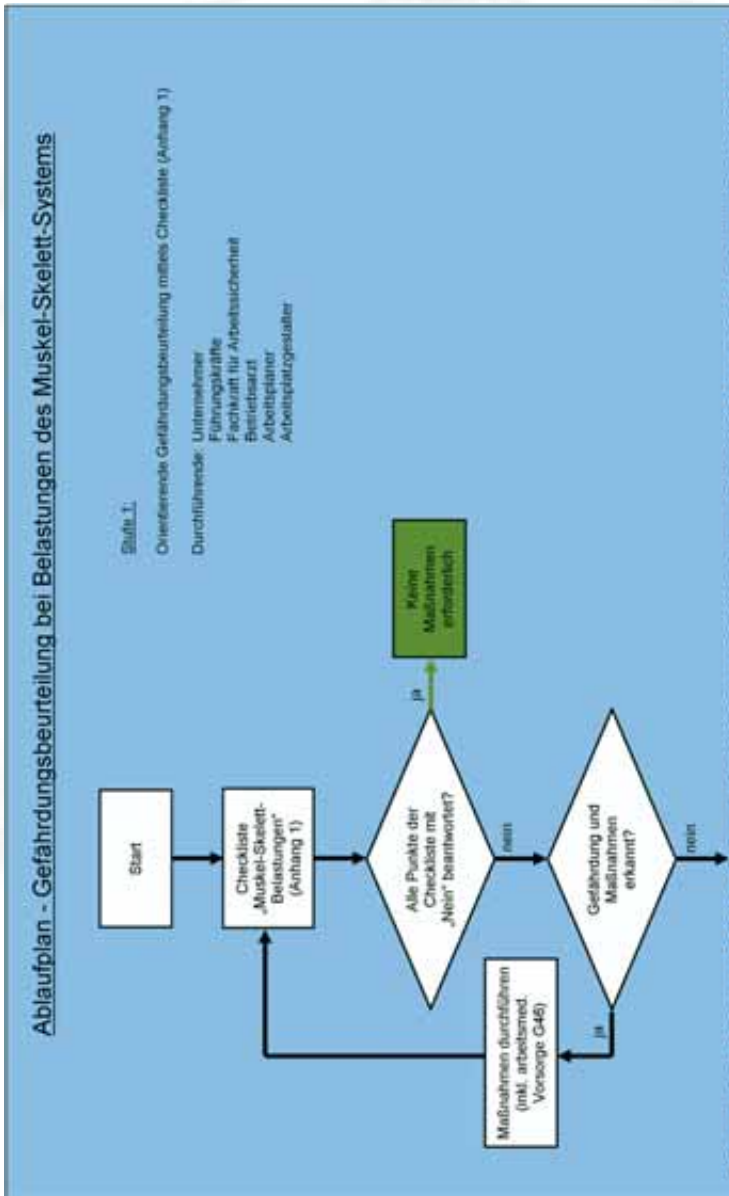 Ablaufplan - Gefährdungsbeurteilung bei Belastungen des Muskel-Skelett-Systems
Stufe 1:
Orientierende Gefährdungsbeurteilung mittels Checkliste (Anhang 1)
Durchführende: Unternehmer
Führungskräfte
Fachkraft für Arbeitssicherheit
Betriebsarzt
Arbeitsplaner
Arbeitsplatzgestalter
Start
Checkliste
„Muskel-Skelett-
Belastungen“
(Anhang 1)
Alle Punkte der
Checkliste mit
„Nein“ beantwortet?
ja
Keine
Maßnahmen
erforderlich
nein
Gefährdung und
Maßnahmen
erkannt?
ja
Maßnahmen durchführen
(inkl. arbeitsmed.
Vorsorge G46)
nein